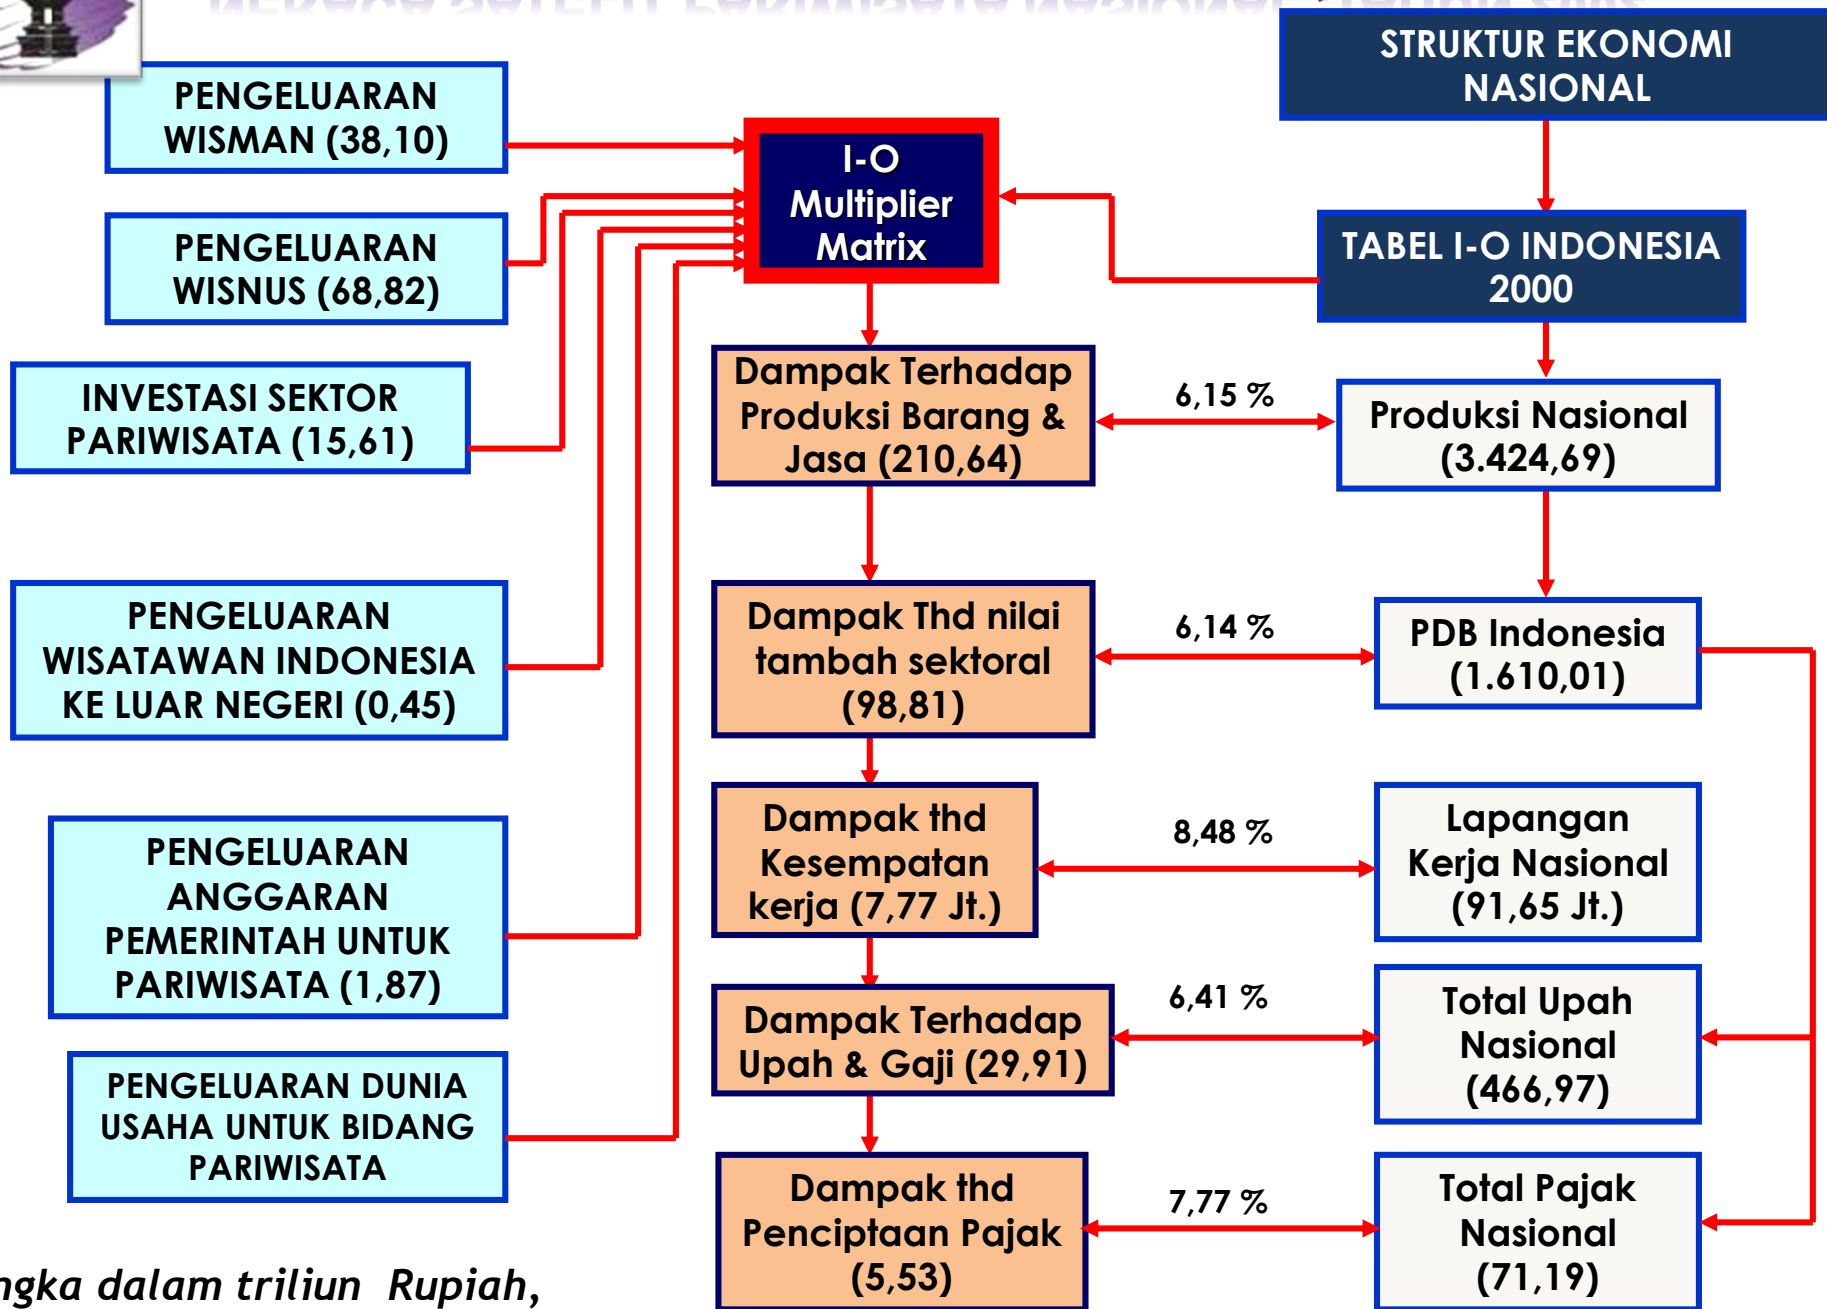 STRUKTUR EKONOMI
NASIONAL
PENGELUARAN
WISMAN (38,10)
I-O
Multiplier
Matrix
PENGELUARAN
WISNUS (68,82)
TABEL I-O INDONESIA
2000
INVESTASI SEKTOR
PARIWISATA (15,61)
Dampak Terhadap
Produksi Barang &
Jasa (210,64)
6,15 %
Produksi Nasional
(3.424,69)
PENGELUARAN
WISATAWAN INDONESIA
KE LUAR NEGERI (0,45)
Dampak Thd nilai
tambah sektoral
(98,81)
6,14 %
PDB Indonesia
(1.610,01)
PENGELUARAN
ANGGARAN
PEMERINTAH UNTUK
PARIWISATA (1,87)
Dampak thd
Kesempatan
kerja (7,77 Jt.)
8,48 %
Lapangan
Kerja Nasional
(91,65 Jt.)
Dampak Terhadap
Upah & Gaji (29,91)
6,41 %
Total Upah
Nasional
(466,97)
PENGELUARAN DUNIA
USAHA UNTUK BIDANG
PARIWISATA
Dampak thd
Penciptaan Pajak
(5,53)
7,77 %
Total Pajak
Nasional
(71,19)
ngka dalam triliun Rupiah,